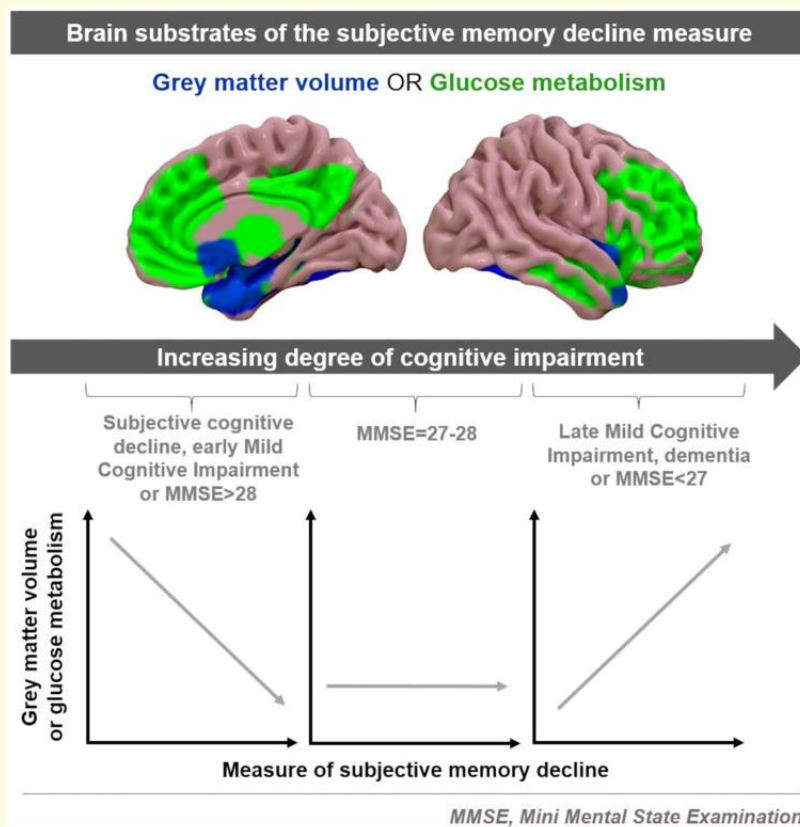 Brain substrates of the subjective memory decline measure
Grey matter volume OR Glucose metabolism
Increasing degree of cognitive impairment
Subjective cognitive
decline, early Mild
Cognitive Impairment
or MMSE>28
MMSE=27-28
Late Mild Cognitive
Impairment, dementia
or MMSE<27
Grey matter volume
or glucose metabolism
Measure of subjective memory decline
MMSE, Mini Mental State Examination